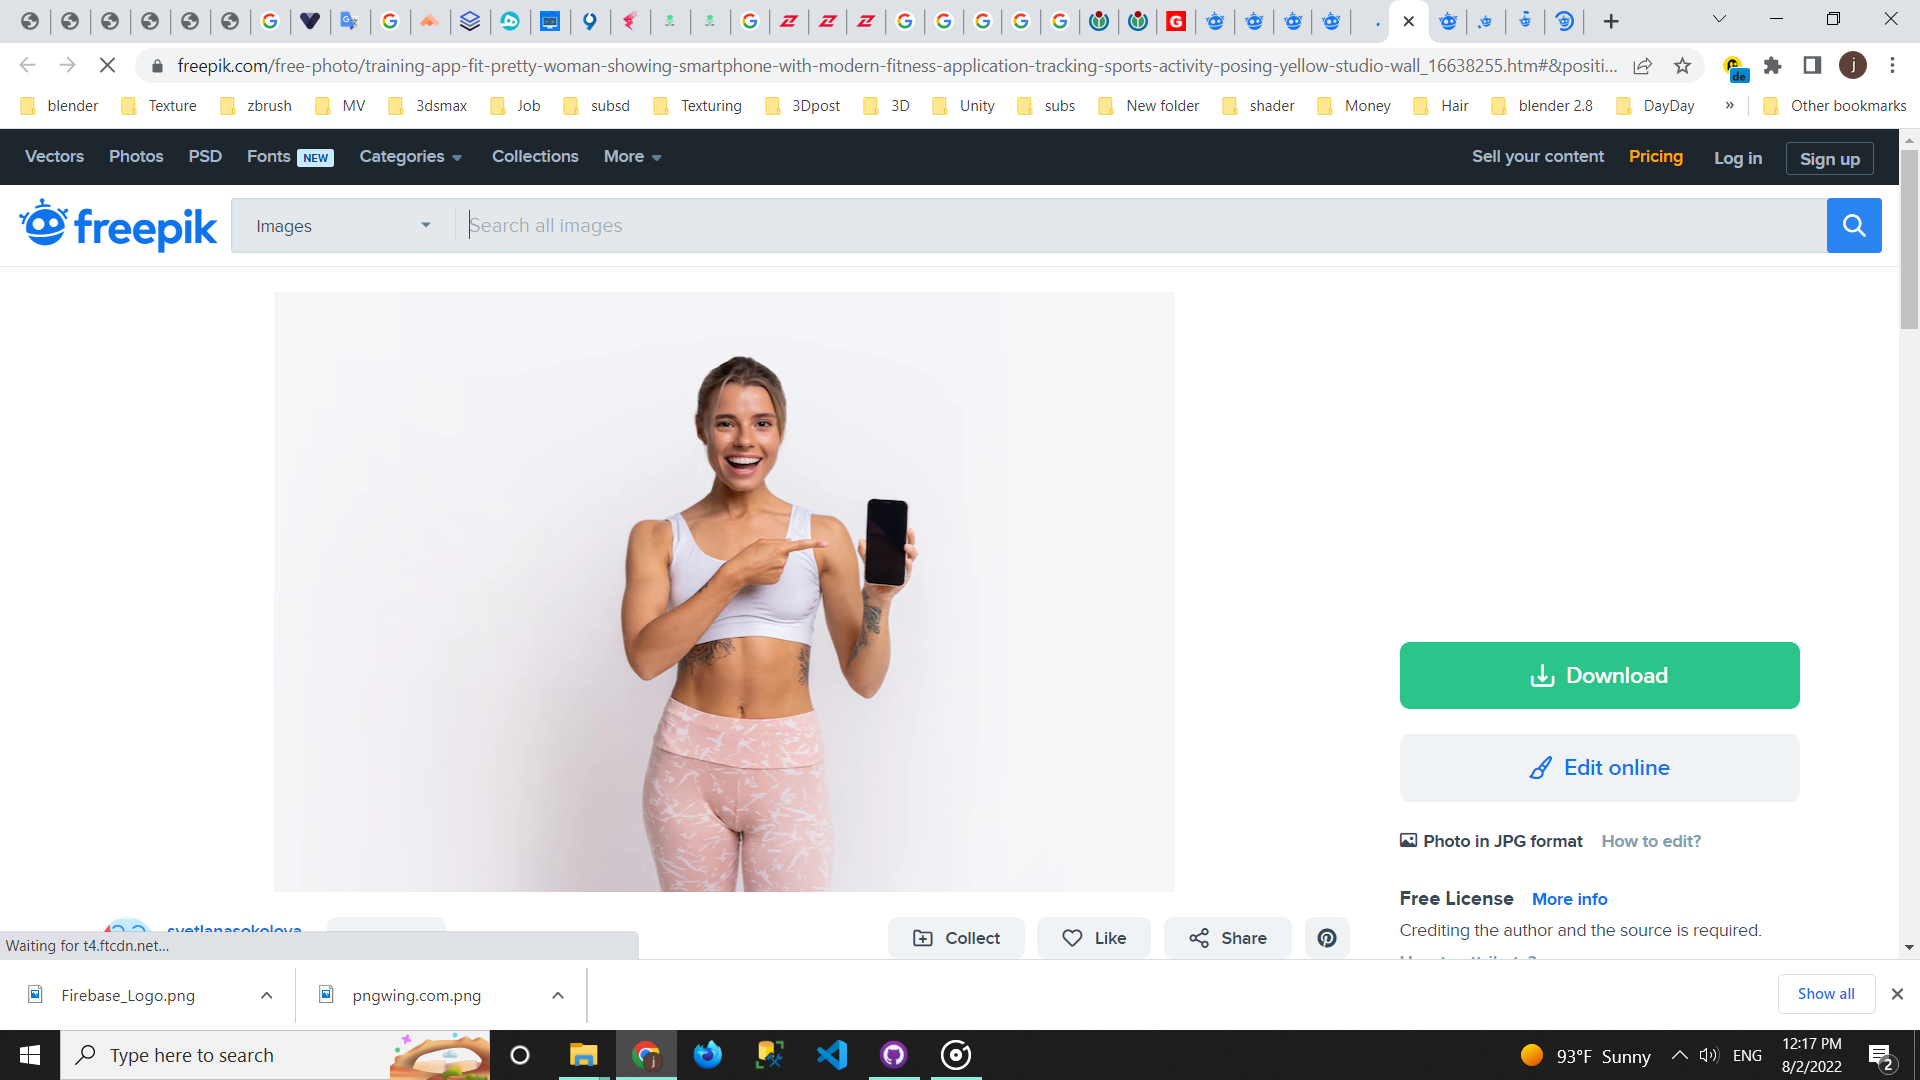 freepik.com/free-photo/training-app-fit-pretty-woman-showing-smartphone-with-modern-fitness-application-tracking-sports-activity-posing-yellow-studio-wall_16638255.htm#&positi...
de
j
blender Texture zbrush MV 3dsmax Job subsd Texturing 3Dpost 3D Unity subs New folder shader Money Hair blender 2.8 DayDay » Other bookmarks
Vectors Photos PSD Fonts NEW Categories Collections More Sell your content Pricing Log in Sign up
freepik Images Search all images
Download
Edit online
Photo in JPG format How to edit?
Free License More info
Crediting the author and the source is required.
svetlanasokolova Collect Like Share
Waiting for t4.ftcdn.net...
Firebase_Logo.png pngwing.com.png Show all
Type here to search 93°F Sunny ENG 12:17 PM
8/2/2022
2